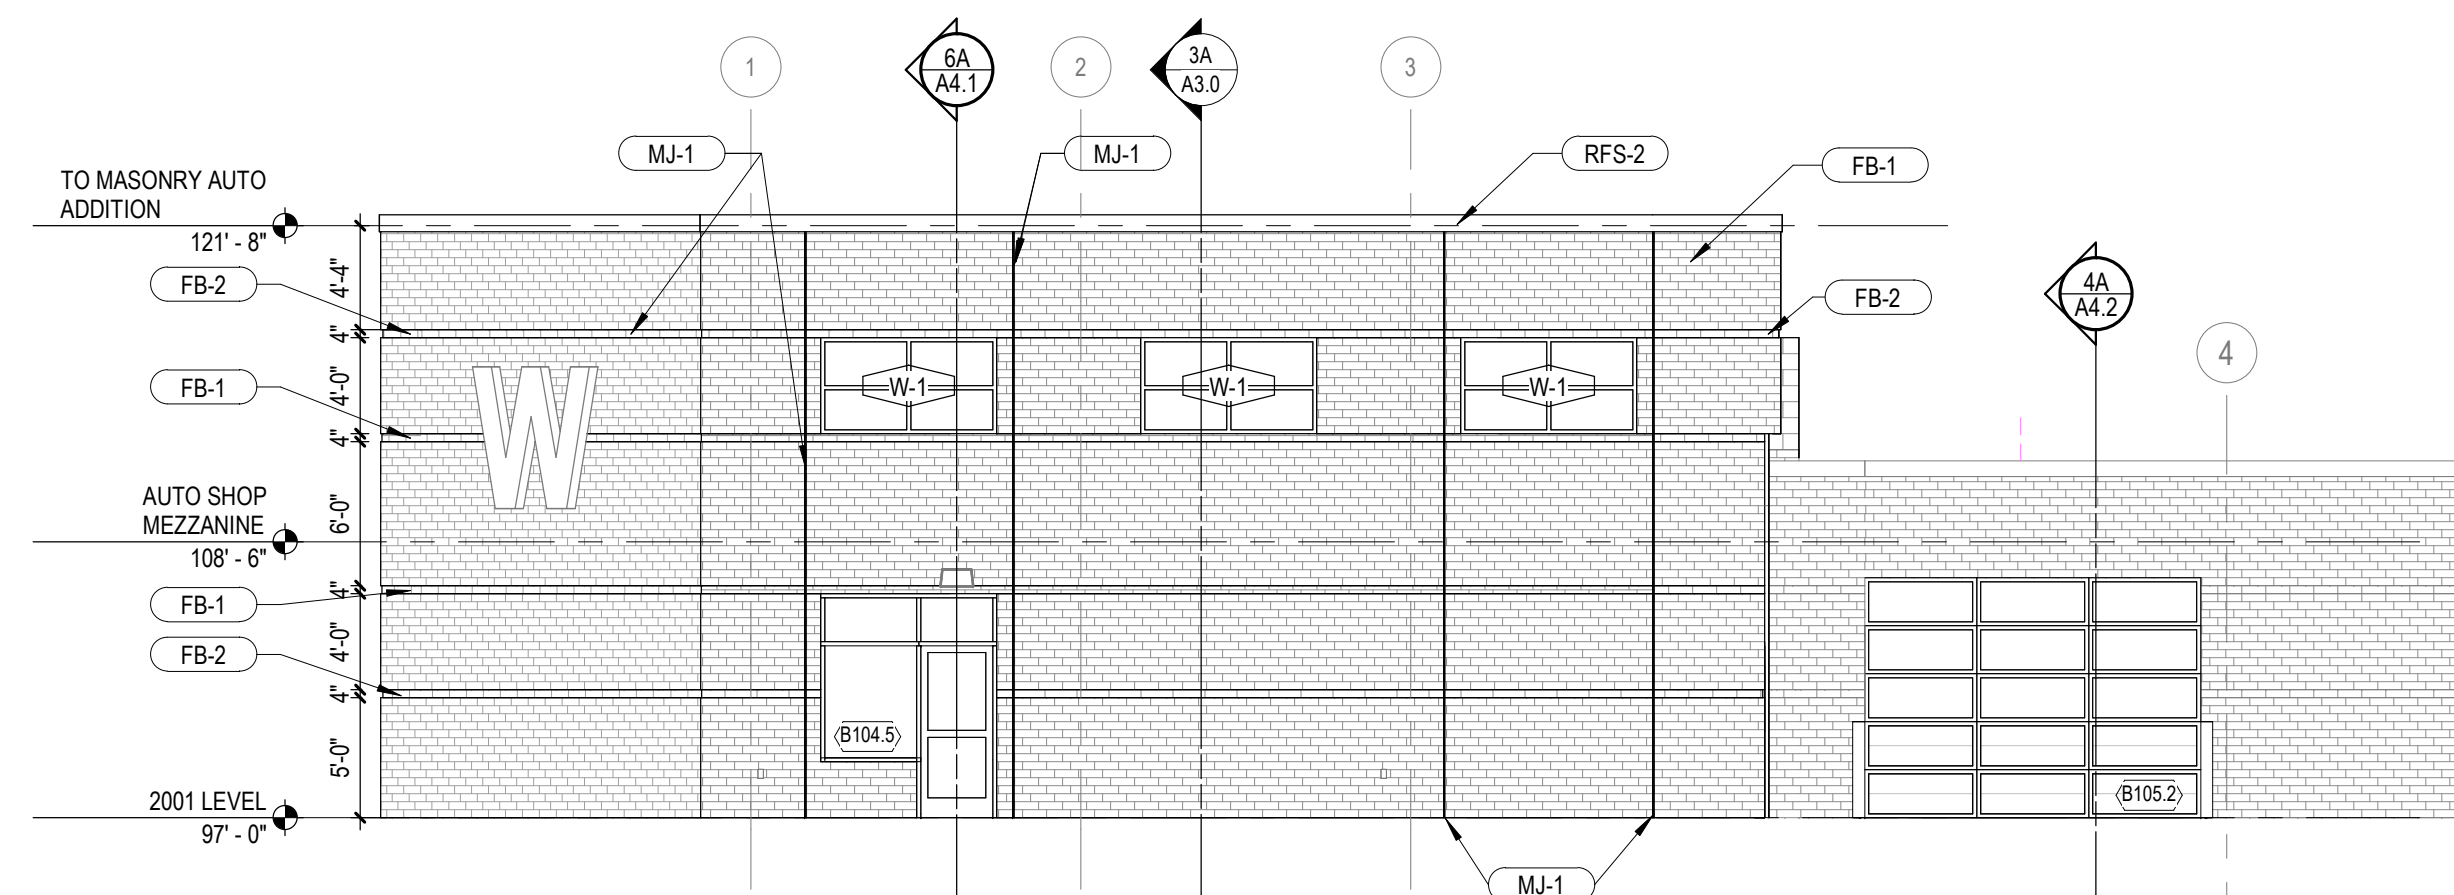 6A
A4.1
3A
A3.0
1
2
3
MJ-1
MJ-1
RFS-2
FB-1
TO MASONRY AUTO
ADDITION
121' - 8"
FB-2
4'-4"
FB-2
4A
A4.2
4"
4
W
W-1
W-1
W-1
FB-1
4'-0"
4"
AUTO SHOP
MEZZANINE
108' - 6"
6'-0"
FB-1
4"
FB-2
4'-0"
4"
B104.5
5'-0"
B105.2
2001 LEVEL
97' - 0"
MJ-1